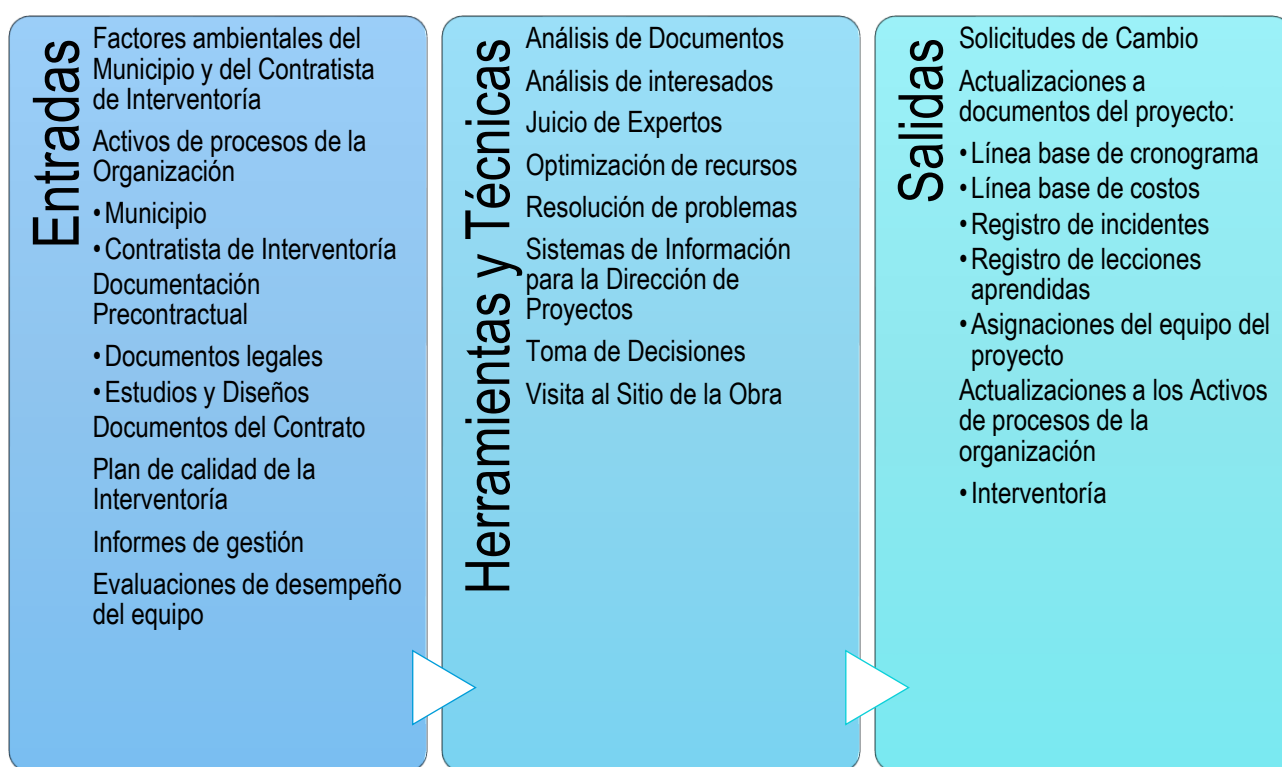 Entradas
Factores ambientales del
Municipio y del Contratista
de Interventoría
Activos de procesos de la
Organización
• Municipio
• Contratista de Interventoría
Documentación
Precontractual
• Documentos legales
• Estudios y Diseños
Documentos del Contrato
Plan de calidad de la
Interventoría
Informes de gestión
Evaluaciones de desempeño
del equipo
Herramientas y Técnicas
Análisis de Documentos
Análisis de interesados
Juicio de Expertos
Optimización de recursos
Resolución de problemas
Sistemas de Información
para la Dirección de
Proyectos
Toma de Decisiones
Visita al Sitio de la Obra
Salidas
Solicitudes de Cambio
Actualizaciones a
documentos del proyecto:
• Línea base de cronograma
• Línea base de costos
• Registro de incidentes
• Registro de lecciones
aprendidas
• Asignaciones del equipo del
proyecto
Actualizaciones a los Activos
de procesos de la
organización
• Interventoría